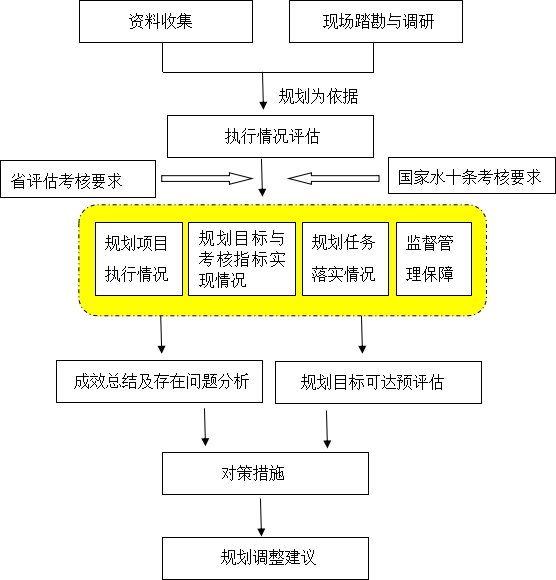 资料收集
现场踏勘与调研
规划为依据
执行情况评估
省评估考核要求
国家水十条考核要求
规划项目
执行情况
规划目标与
考核指标实
现情况
规划任务
落实情况
监督管
理保障
成效总结及存在问题分析
规划目标可达预评估
对策措施
规划调整建议